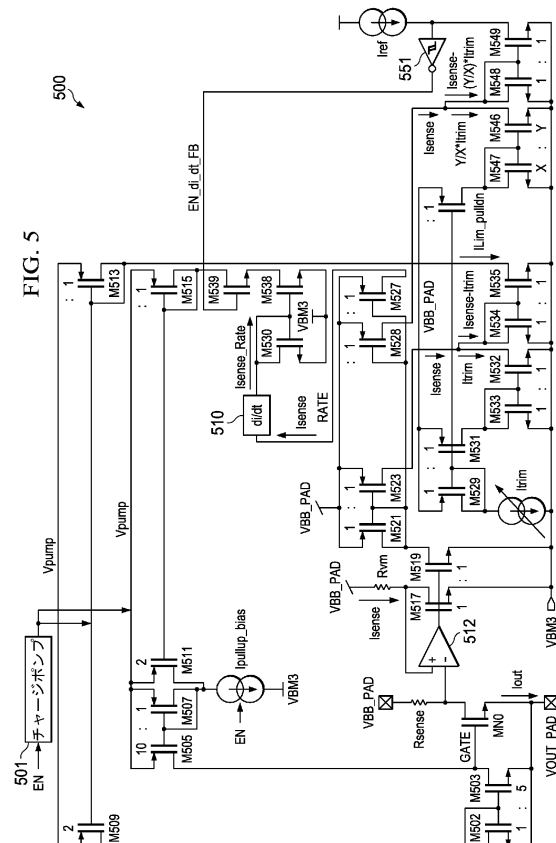 FIG. 5
500
EN
501
チャージポンプ
Vpump
Vpump
2
M509
: 1
M513
10 : 1
2
M505
M507
M511
: 1
M515
EN
Ipullup_bias
VBM3
M539
M538
EN_di_dt_FB
Isense_Rate
M530
VBM3
510
di/dt
Isense
RATE
Iref
551
VBB_PAD
1 : 1
M521
M523
: 1
M528
M527
VBB_PAD
Rvm
Isense
M517
M519
1 : 1
512
+
-
VBB_PAD
Rsense
GATE
MN0
Iout
VOUT_PAD
M502
M503
1 : 5
VBM3
Itrim
1 : 1
M529
M531
VBB_PAD
: 1
Isense
Itrim
Isense-Itrim
ILim_pulldn
M533
M532
1 : 1
M534
M535
1 : 1
Isense
Y/X*Itrim
Isense-
(Y/X)*Itrim
M547
M546
X : Y
M548
M549
1 : 1